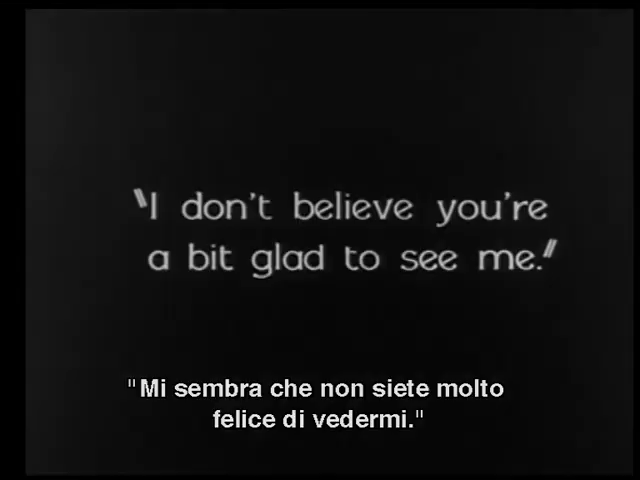 "I don't believe you're
a bit glad to see me."
"Mi sembra che non siete molto
felice di vedermi."